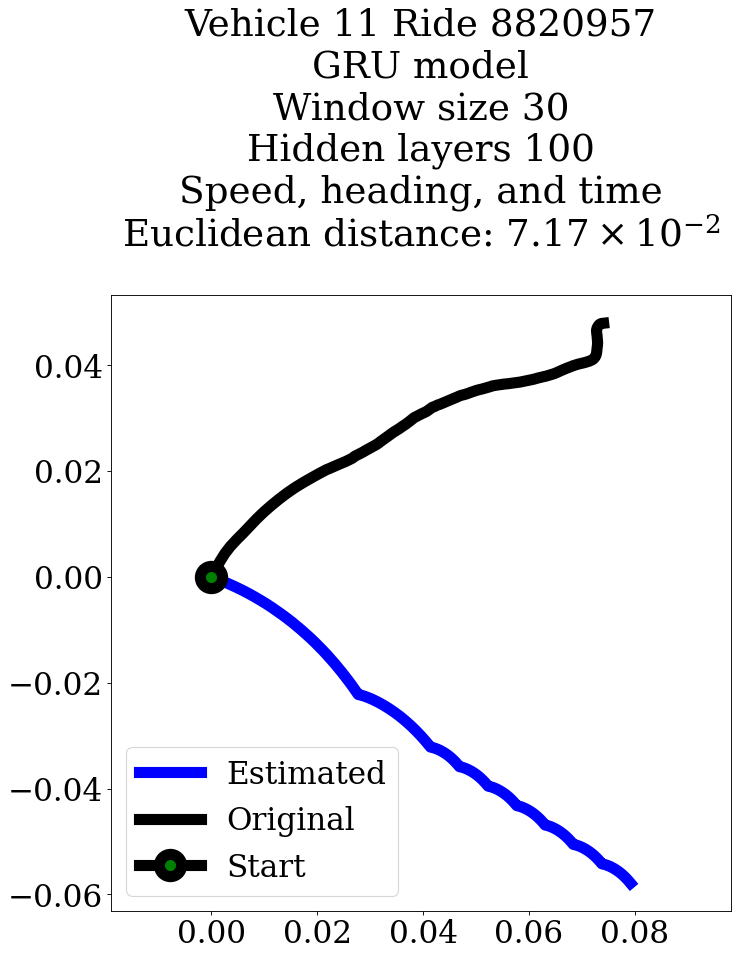 Vehicle 11 Ride 8820957
GRU model
Window size 30
Hidden layers 100
Speed, heading, and time
Euclidean distance: 7.17 × 10⁻²
0.04
0.02
0.00
−0.02
−0.04
−0.06
Estimated
Original
Start
0.00 0.02 0.04 0.06 0.08